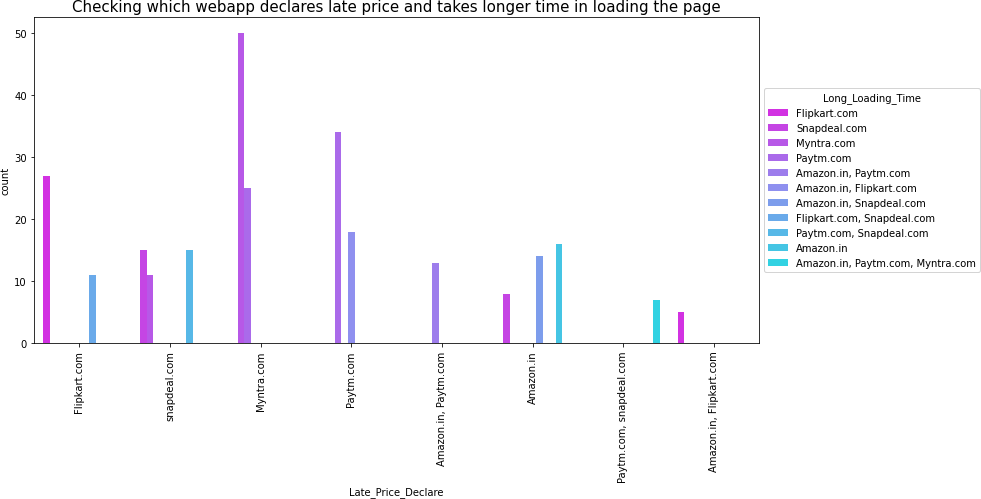 Checking which webapp declares late price and takes longer time in loading the page
50
40
30
20
10
0
count
Flipkart.com
snapdeal.com
Myntra.com
Paytm.com
Amazon.in, Paytm.com
Amazon.in
Paytm.com, snapdeal.com
Amazon.in, Flipkart.com
Late_Price_Declare
Long_Loading_Time
Flipkart.com
Snapdeal.com
Myntra.com
Paytm.com
Amazon.in, Paytm.com
Amazon.in, Flipkart.com
Amazon.in, Snapdeal.com
Flipkart.com, Snapdeal.com
Paytm.com, Snapdeal.com
Amazon.in
Amazon.in, Paytm.com, Myntra.com